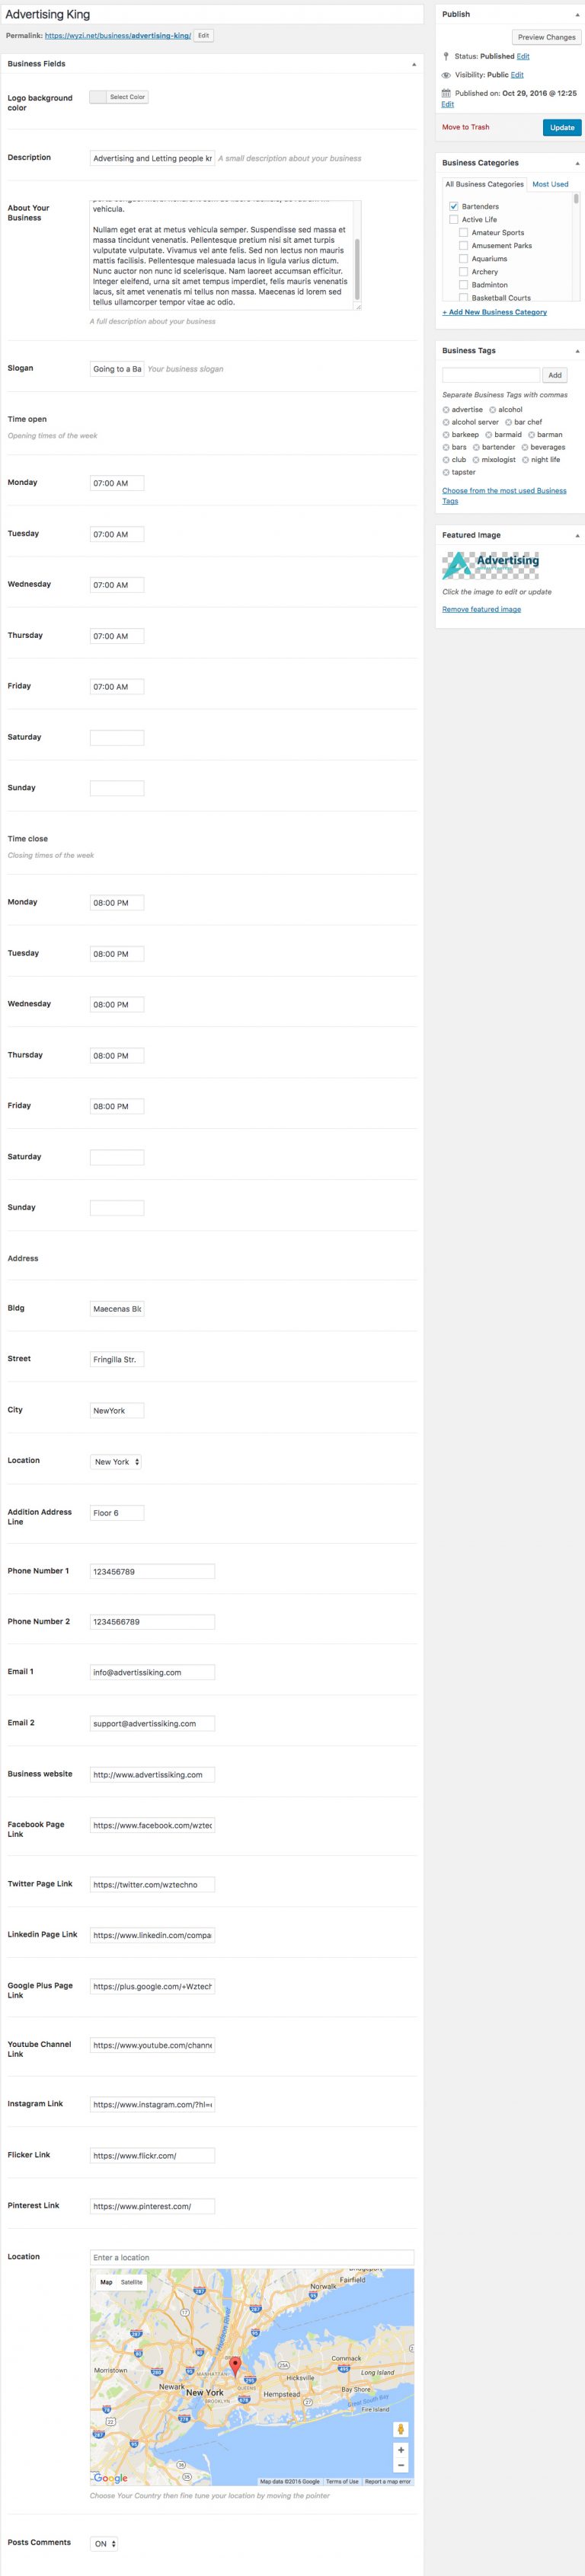 Advertising King
Permalink: https://wyzi.net/business/advertising-king/ Edit
Business Fields
Logo background color
Select Color
Description
Advertising and Letting people kr
A small description about your business
About Your Business
vehicula.
Nullam eget erat at metus vehicula semper. Suspendisse sed massa et
massa tincidunt venenatis. Pellentesque pretium nisi sit amet turpis
vulputate vulputate. Vivamus vel ante felis. Sed non lectus non mauris
mattis facilisis. Pellentesque malesuada lacus in ligula varius dictum.
Nunc auctor non nunc id scelerisque. Nam laoreet accumsan efficitur.
Integer eleifend, urna sit amet tempus imperdiet, felis mauris venenatis
lacus, sit amet venenatis mi tellus non massa. Maecenas id lorem sed
tellus ullamcorper tempor vitae ac odio.
A full description about your business
Slogan
Going to a Ba
Your business slogan
Time open
Opening times of the week
Monday
07:00 AM
Tuesday
07:00 AM
Wednesday
07:00 AM
Thursday
07:00 AM
Friday
07:00 AM
Saturday
Sunday
Time close
Closing times of the week
Monday
08:00 PM
Tuesday
08:00 PM
Wednesday
08:00 PM
Thursday
08:00 PM
Friday
08:00 PM
Saturday
Sunday
Address
Bldg
Maecenas Blc
Street
Fringilla Str.
City
NewYork
Location
New York
Addition Address Line
Floor 6
Phone Number 1
123456789
Phone Number 2
1234566789
Email 1
info@advertissiking.com
Email 2
support@advertissiking.com
Business website
http://www.advertissiking.com
Facebook Page Link
https://www.facebook.com/wztec
Twitter Page Link
https://twitter.com/wztechno
Linkedin Page Link
https://www.linkedin.com/compa
Google Plus Page Link
https://plus.google.com/+Wztech
Youtube Channel Link
https://www.youtube.com/channe
Instagram Link
https://www.instagram.com/?hl=
Flicker Link
https://www.flickr.com/
Pinterest Link
https://www.pinterest.com/
Location
Enter a location
Map Satellite
Fairfield
Norwalk
Hudson River
Morristown
Newark
MANHATTAN
New York
QUEENS
BROOKLYN
Hempstead
Hicksville
Commack
Long Island
Bay Shore
Great South Bay
Fire Island
Google
Map data ©2016 Google Terms of Use Report a map error
Choose Your Country then fine tune your location by moving the pointer
Posts Comments
ON
Publish
Preview Changes
Status: Published Edit
Visibility: Public Edit
Published on: Oct 29, 2016 @ 12:25
Edit
Move to Trash
Update
Business Categories
All Business Categories Most Used
Bartenders
Active Life
Amateur Sports
Amusement Parks
Aquariums
Archery
Badminton
Basketball Courts
+ Add New Business Category
Business Tags
Add
Separate Business Tags with commas
advertise alcohol
alcohol server bar chef
barkeep barmaid barman
bars bartender beverages
club mixologist night life
tapster
Choose from the most used Business
Tags
Featured Image
Advertising
Click the image to edit or update
Remove featured image